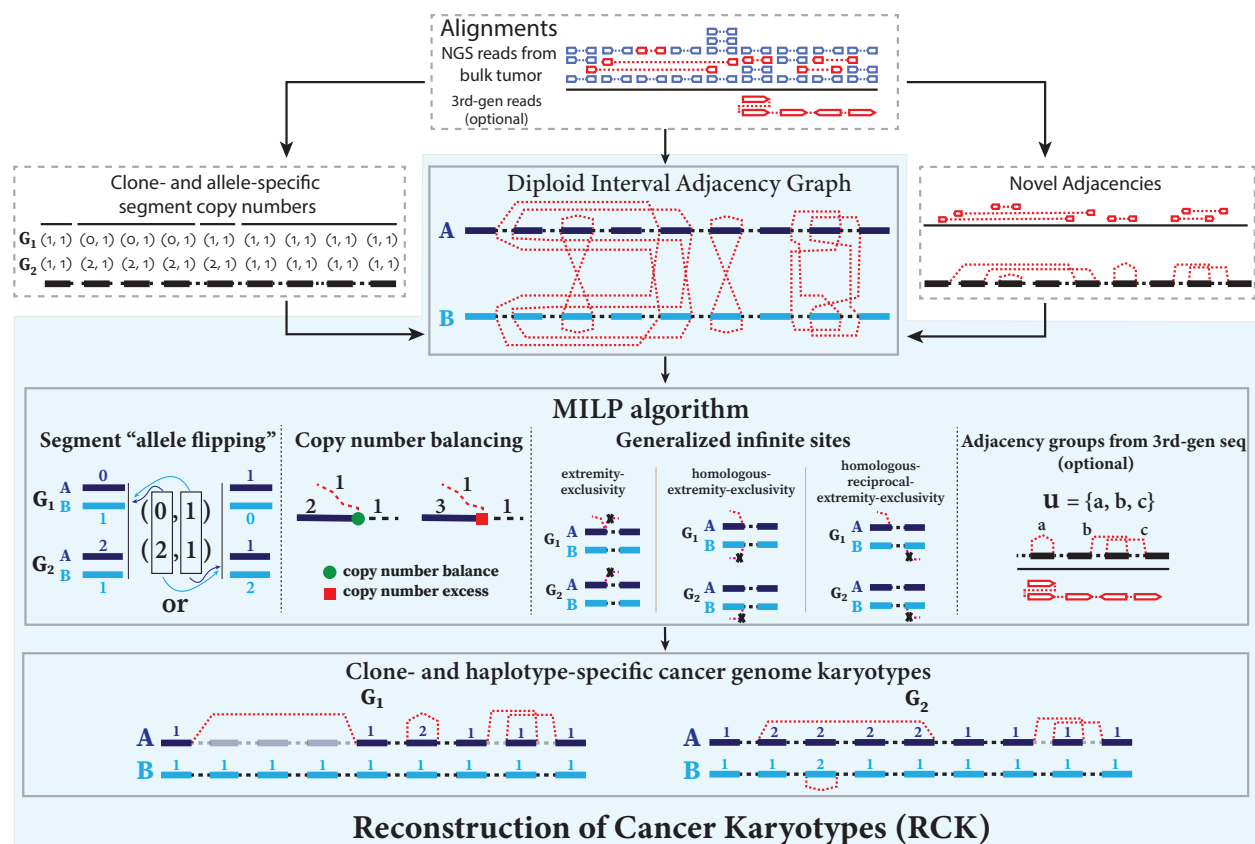 Alignments
NGS reads from
bulk tumor
3rd-gen reads
(optional)
Clone- and allele-specific
segment copy numbers
G1 (1, 1) (0, 1) (0, 1) (0, 1) (1, 1) (1, 1) (1, 1) (1, 1) (1, 1)
G2 (1, 1) (2, 1) (2, 1) (2, 1) (2, 1) (1, 1) (1, 1) (1, 1) (1, 1)
Diploid Interval Adjacency Graph
A
B
Novel Adjacencies
MILP algorithm
Segment “allele flipping”
0 1
G1 A
B
1 0
(0,1)
(2,1)
2 1
G2 A
B
1 2
or
Copy number balancing
1 1
2 1 3 1
copy number balance
copy number excess
Generalized infinite sites
extremity-
exclusivity
G1 A
B
G2 A
B
homologous-
extremity-exclusivity
G1 A
B
G2 A
B
homologous-
reciprocal-
extremity-exclusivity
G1 A
B
G2 A
B
Adjacency groups from 3rd-gen seq
(optional)
u = {a, b, c}
a b c
Clone- and haplotype-specific cancer genome karyotypes
G1 G2
A 1 1 2 1 1 1
B 1 1 1 1 1 1 1 1 1
A 1 2 2 2 2 1 1 1 1
B 1 1 2 1 1 1 1 1 1
Reconstruction of Cancer Karyotypes (RCK)